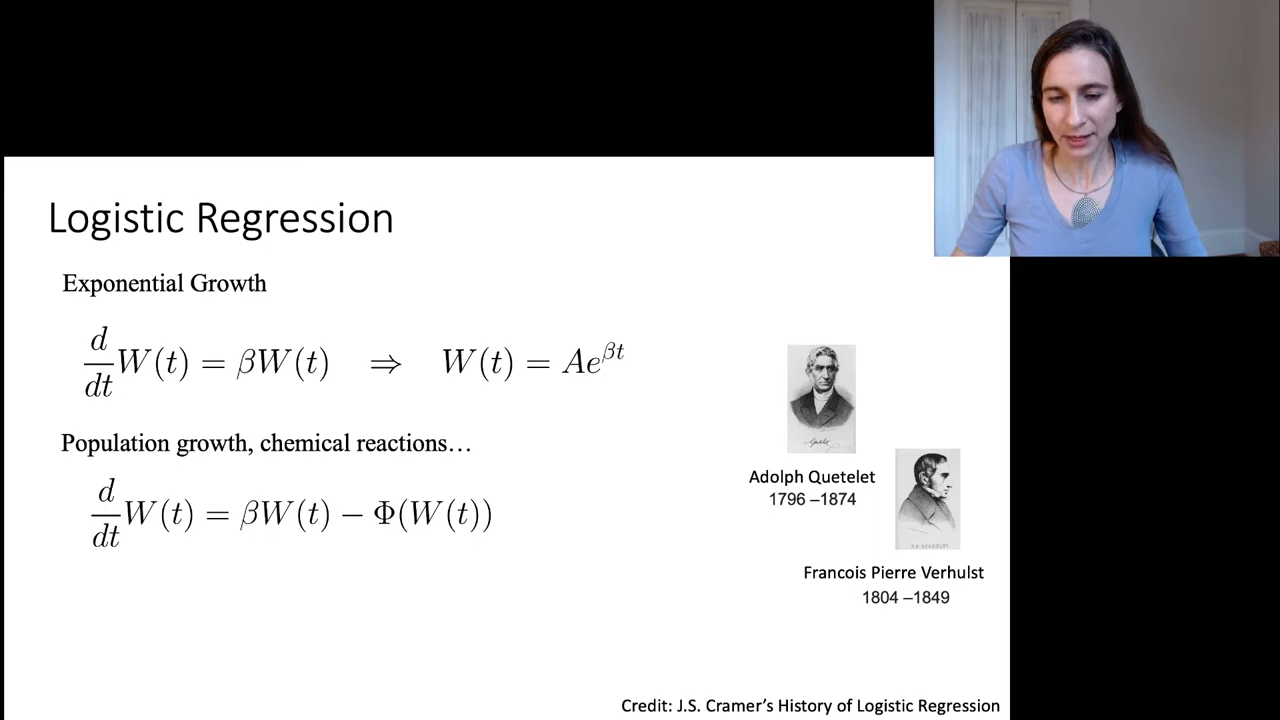 Logistic Regression
Exponential Growth
d/dt W(t) = βW(t) ⇒ W(t) = Ae^{βt}
Population growth, chemical reactions…
d/dt W(t) = βW(t) − Φ(W(t))
Adolph Quetelet
1796 –1874
Francois Pierre Verhulst
1804 –1849
Credit: J.S. Cramer’s History of Logistic Regression